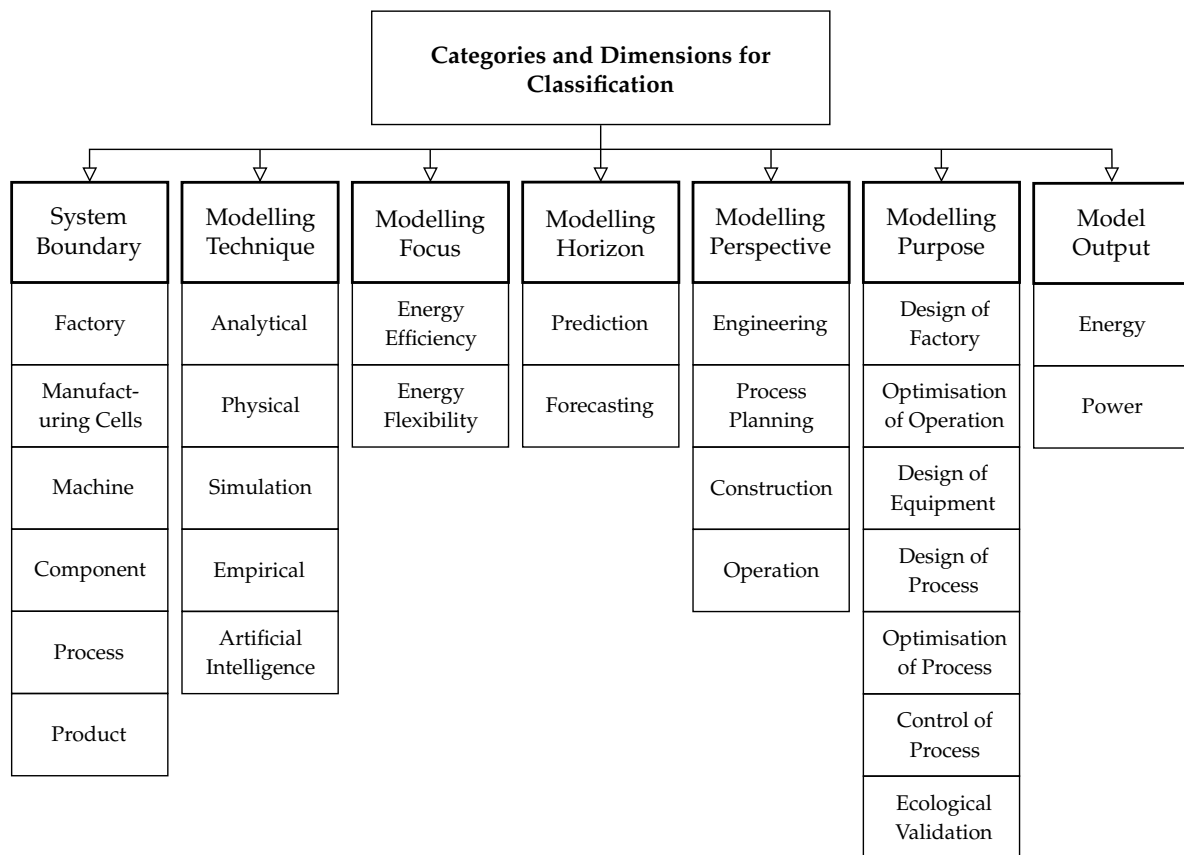 Categories and Dimensions for
Classification
System
Boundary
Factory
Manufact-
uring Cells
Machine
Component
Process
Product
Modelling
Technique
Analytical
Physical
Simulation
Empirical
Artificial
Intelligence
Modelling
Focus
Energy
Efficiency
Energy
Flexibility
Modelling
Horizon
Prediction
Forecasting
Modelling
Perspective
Engineering
Process
Planning
Construction
Operation
Modelling
Purpose
Design of
Factory
Optimisation
of Operation
Design of
Equipment
Design of
Process
Optimisation
of Process
Control of
Process
Ecological
Validation
Model
Output
Energy
Power